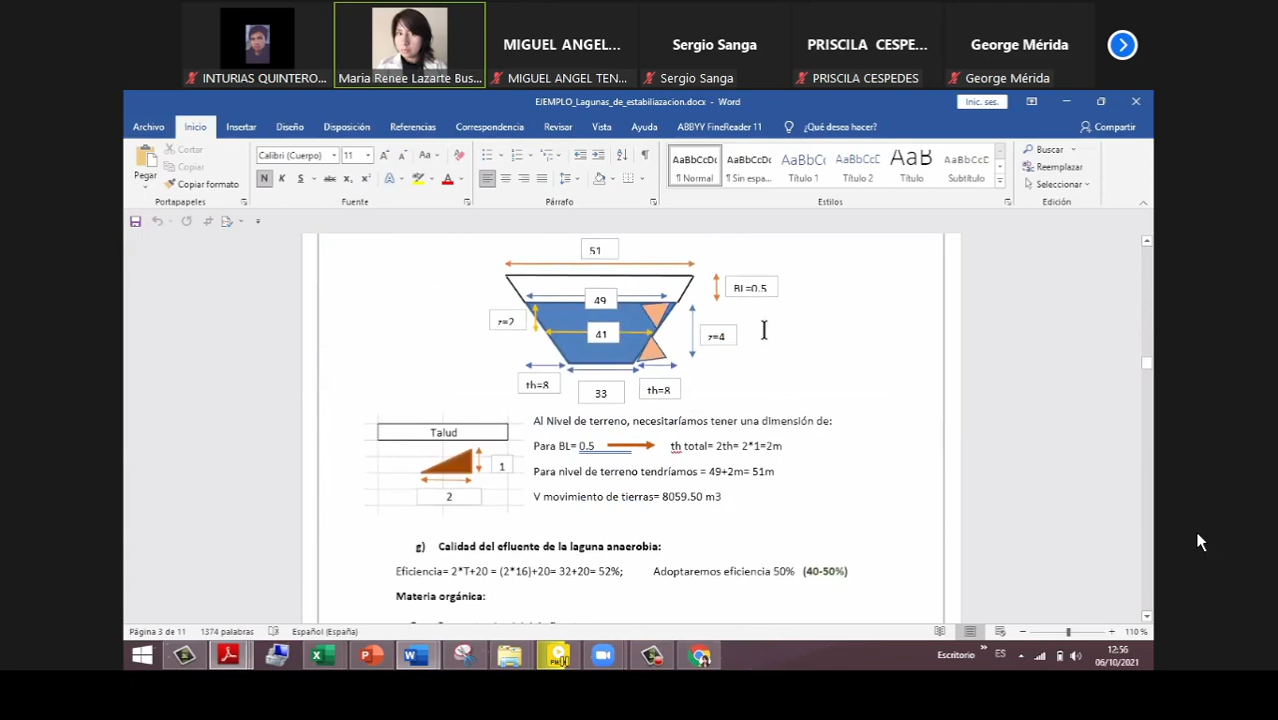 MIGUEL ANGEL...
Sergio Sanga
PRISCILA CESPE...
George Mérida
INTURIAS QUINTERO...
Maria Renee Lazarte Bus...
MIGUEL ANGEL TEN...
Sergio Sanga
PRISCILA CESPEDES
George Mérida
EJEMPLO_Lagunas_de_estabiliazacion.docx - Word
Inic. ses.
Archivo
Inicio
Insertar
Diseño
Disposición
Referencias
Correspondencia
Revisar
Vista
Ayuda
ABBYY FineReader 11
¿Qué desea hacer?
Compartir
Pegar
Cortar
Copiar
Copiar formato
Portapapeles
Calibri (Cuerpo)
11
Aa
N K S abc x₂ x²
Fuente
Párrafo
AaBbCcDc
¶ Normal
AaBbCcDc
¶ Sin espa...
AaBbCc
Título 1
AaBbCcD
Título 2
AaB
Título
AaBbCcD
Subtítulo
Estilos
Buscar
Reemplazar
Seleccionar
Edición
51
BL=0.5
49
z=2
41
z=4
th=8
33
th=8
Talud
1
2
Al Nivel de terreno, necesitaríamos tener una dimensión de:
Para BL= 0.5 th total= 2th= 2*1=2m
Para nivel de terreno tendríamos = 49+2m= 51m
V movimiento de tierras= 8059.50 m3
g) Calidad del efluente de la laguna anaerobia:
Eficiencia= 2*T+20 = (2*16)+20= 32+20= 52%; Adoptaremos eficiencia 50% (40-50%)
Materia orgánica:
Página 3 de 11
1374 palabras
Español (España)
110 %
Escritorio
ES
12:56
06/10/2021